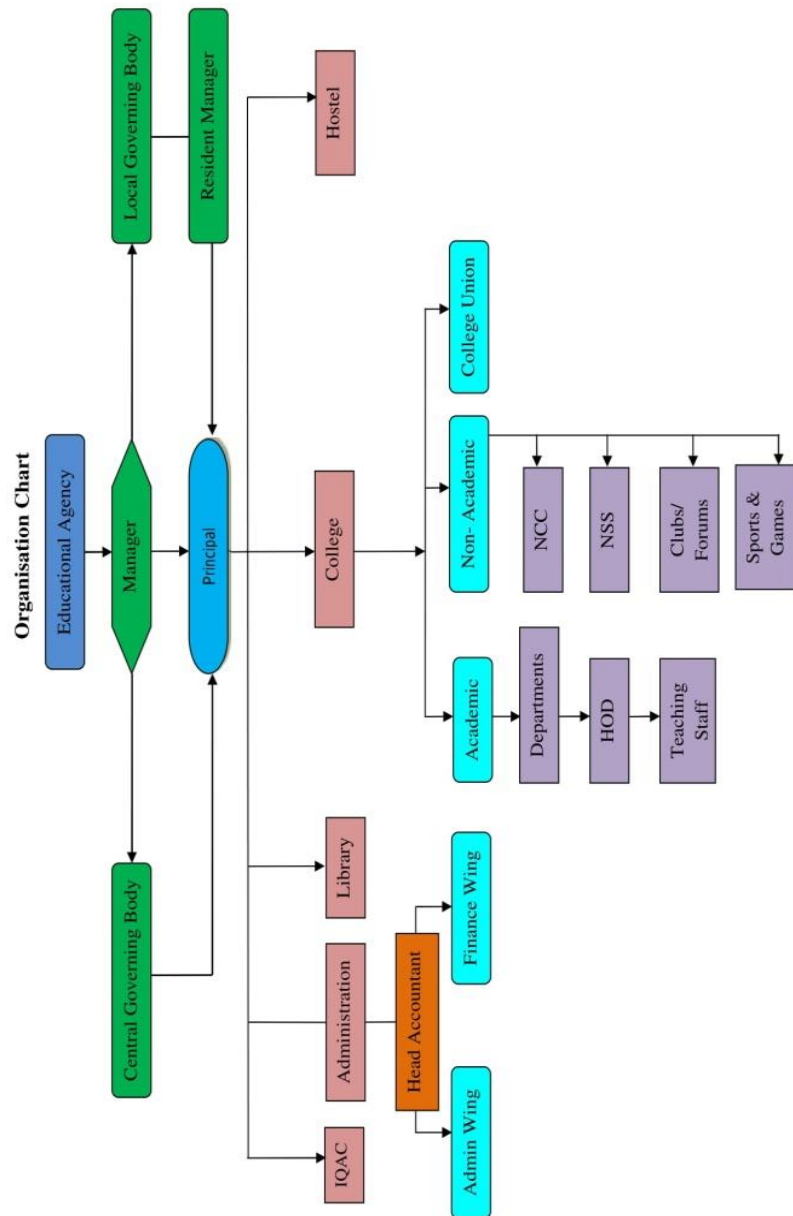 Organisation Chart
Educational Agency
Central Governing Body
Manager
Local Governing Body
Principal
Resident Manager
IQAC
Administration
Library
College
Hostel
Head Accountant
Admin Wing
Finance Wing
Academic
Non- Academic
College Union
Departments
HOD
Teaching
Staff
NCC
NSS
Clubs/
Forums
Sports &
Games